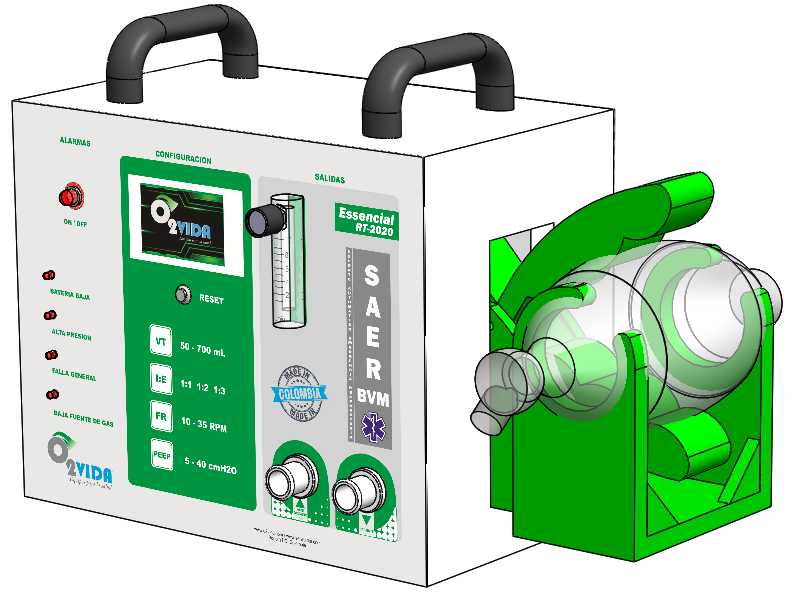 ALARMAS
ON / OFF
BATERIA BAJA
ALTA PRESION
FALLA GENERAL
BAJA FUENTE DE GAS
O2VIDA
CONFIGURACIÓN
O2VIDA
RESET
VT 50 - 700 mL
I:E 1:1 1:2 1:3
FR 10 - 35 RPM
PEEP 5 - 40 cmH2O
SALIDAS
Essencial
RT-2020
SAER
BVM
MADE IN
COLOMBIA
MADE IN